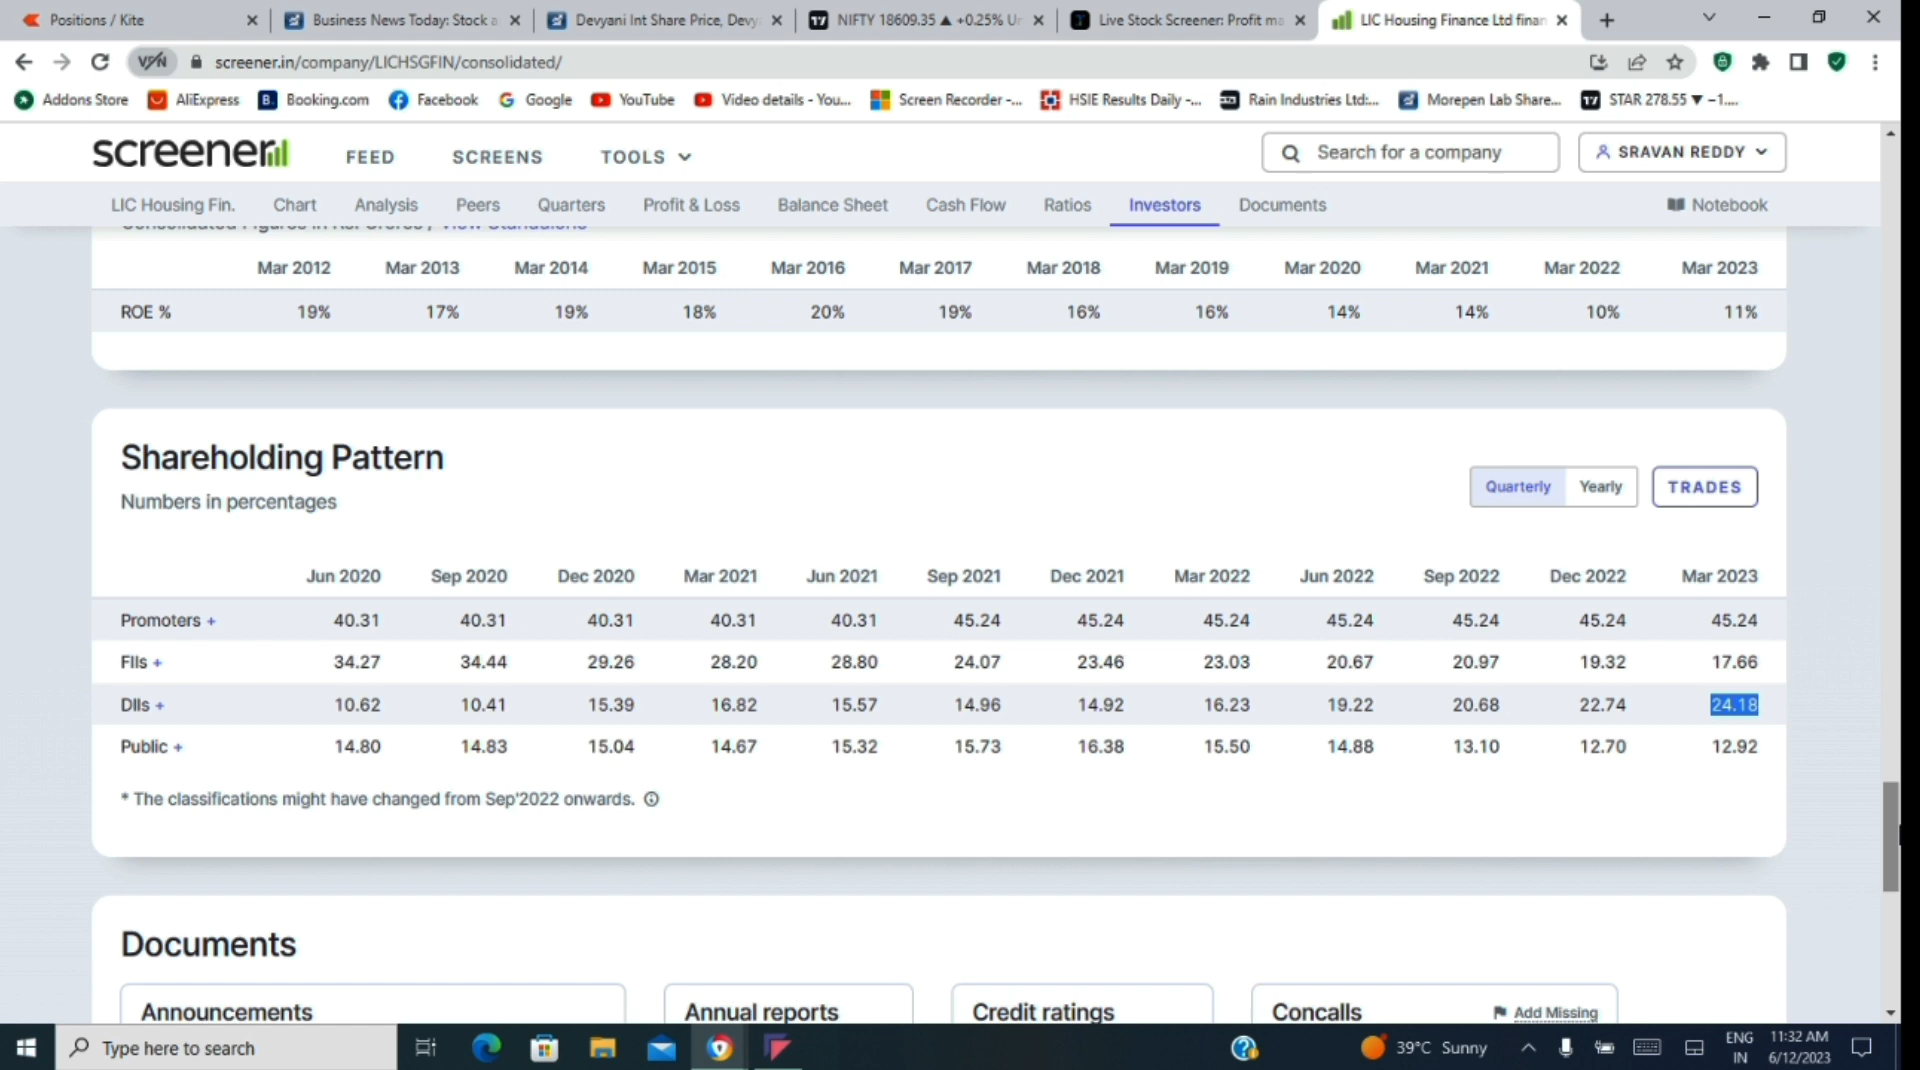 Positions / Kite
Business News Today: Stock a
Devyani Int Share Price, Devy
NIFTY 18609.35 ▲ +0.25% Un
Live Stock Screener: Profit ma
LIC Housing Finance Ltd finan
VPN
screener.in/company/LICHSGFIN/consolidated/
Addons Store
AliExpress
Booking.com
Facebook
Google
YouTube
Video details - You...
Screen Recorder -...
HSIE Results Daily -...
Rain Industries Ltd:...
Morepen Lab Share...
STAR 278.55 ▼ −1....
screener
FEED
SCREENS
TOOLS
Search for a company
SRAVAN REDDY
LIC Housing Fin.
Chart
Analysis
Peers
Quarters
Profit & Loss
Balance Sheet
Cash Flow
Ratios
Investors
Documents
Notebook
Consolidated Figures in Rs. Crores / View Standalone
Mar 2012 Mar 2013 Mar 2014 Mar 2015 Mar 2016 Mar 2017 Mar 2018 Mar 2019 Mar 2020 Mar 2021 Mar 2022 Mar 2023
ROE % 19% 17% 19% 18% 20% 19% 16% 16% 14% 14% 10% 11%
Shareholding Pattern
Numbers in percentages
Quarterly
Yearly
TRADES
Jun 2020 Sep 2020 Dec 2020 Mar 2021 Jun 2021 Sep 2021 Dec 2021 Mar 2022 Jun 2022 Sep 2022 Dec 2022 Mar 2023
Promoters + 40.31 40.31 40.31 40.31 40.31 45.24 45.24 45.24 45.24 45.24 45.24 45.24
FIIs + 34.27 34.44 29.26 28.20 28.80 24.07 23.46 23.03 20.67 20.97 19.32 17.66
DIIs + 10.62 10.41 15.39 16.82 15.57 14.96 14.92 16.23 19.22 20.68 22.74 24.18
Public + 14.80 14.83 15.04 14.67 15.32 15.73 16.38 15.50 14.88 13.10 12.70 12.92
* The classifications might have changed from Sep'2022 onwards.
Documents
Announcements
Annual reports
Credit ratings
Concalls
Add Missing
Type here to search
39°C Sunny
ENG
IN
11:32 AM
6/12/2023